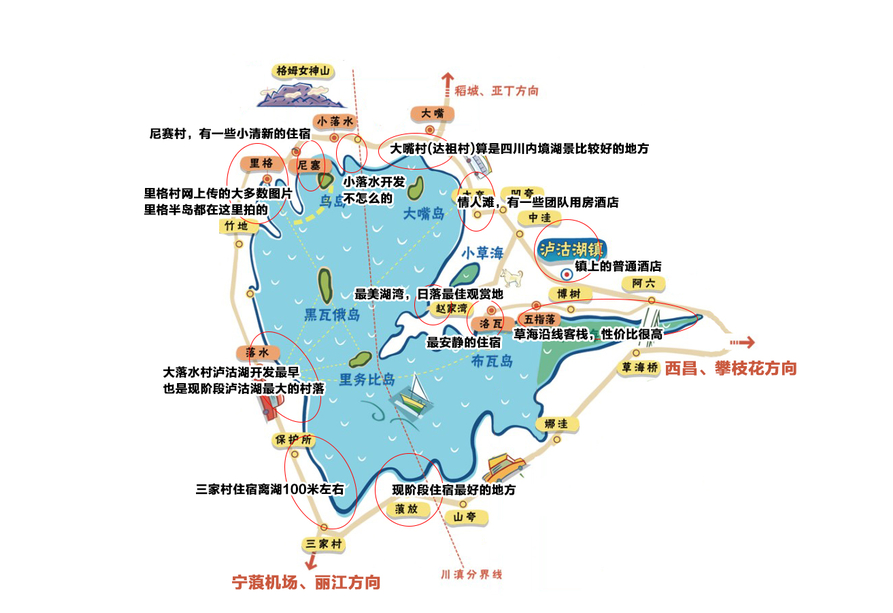 格姆女神山
稻城、亚丁方向
大嘴
小落水
尼赛村，有一些小清新的住宿
大嘴村(达祖村)算是四川内境湖景比较好的地方
里格
尼塞
小落水开发
不怎么的
里格村网上传的大多数图片
里格半岛都在这里拍的
鸟岛
大嘴岛
情人滩，有一些团队用房酒店
中洼
竹地
泸沽湖镇
镇上的普通酒店
小草海
阿六
博树
最美湖湾，日落最佳观赏地
赵家湾
黑瓦俄岛
洛瓦
五指落
草海沿线客栈，性价比很高
最安静的住宿
布瓦岛
落水
草海桥
西昌、攀枝花方向
大落水村泸沽湖开发最早
也是现阶段泸沽湖最大的村落
里务比岛
娜洼
保护所
三家村住宿离湖100米左右
现阶段住宿最好的地方
蒗放
山夸
三家村
宁蒗机场、丽江方向
川滇分界线